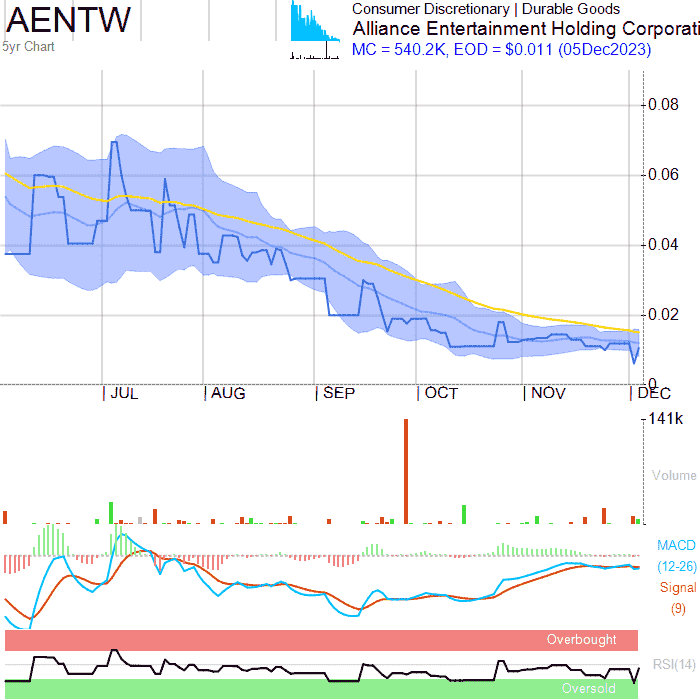 AENTW
5yr Chart
Consumer Discretionary | Durable Goods
Alliance Entertainment Holding Corporati
MC = 540.2K, EOD = $0.011 (05Dec2023)
0.08
0.06
0.04
0.02
0
JUL AUG SEP OCT NOV DEC
141k
Volume
MACD
(12-26)
Signal
(9)
Overbought
RSI(14)
Oversold